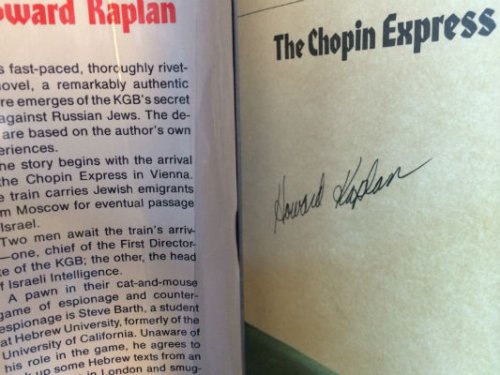 ward Kaplan
s fast-paced, thoroughly rivet-
ovel, a remarkably authentic
re emerges of the KGB's secret
against Russian Jews. The de-
are based on the author's own
eriences.
he story begins with the arrival
the Chopin Express in Vienna.
e train carries Jewish emigrants
m Moscow for eventual passage
Israel.
Two men await the train's arriv-
—one, chief of the First Director-
te of the KGB; the other, the head
f Israeli Intelligence.
A pawn in their cat-and-mouse
game of espionage and counter-
espionage is Steve Barth, a student
at Hebrew University, formerly of the
University of California. Unaware of
his role in the game, he agrees to
k up some Hebrew texts from an
in London and smug-
The Chopin Express
Howard Kaplan